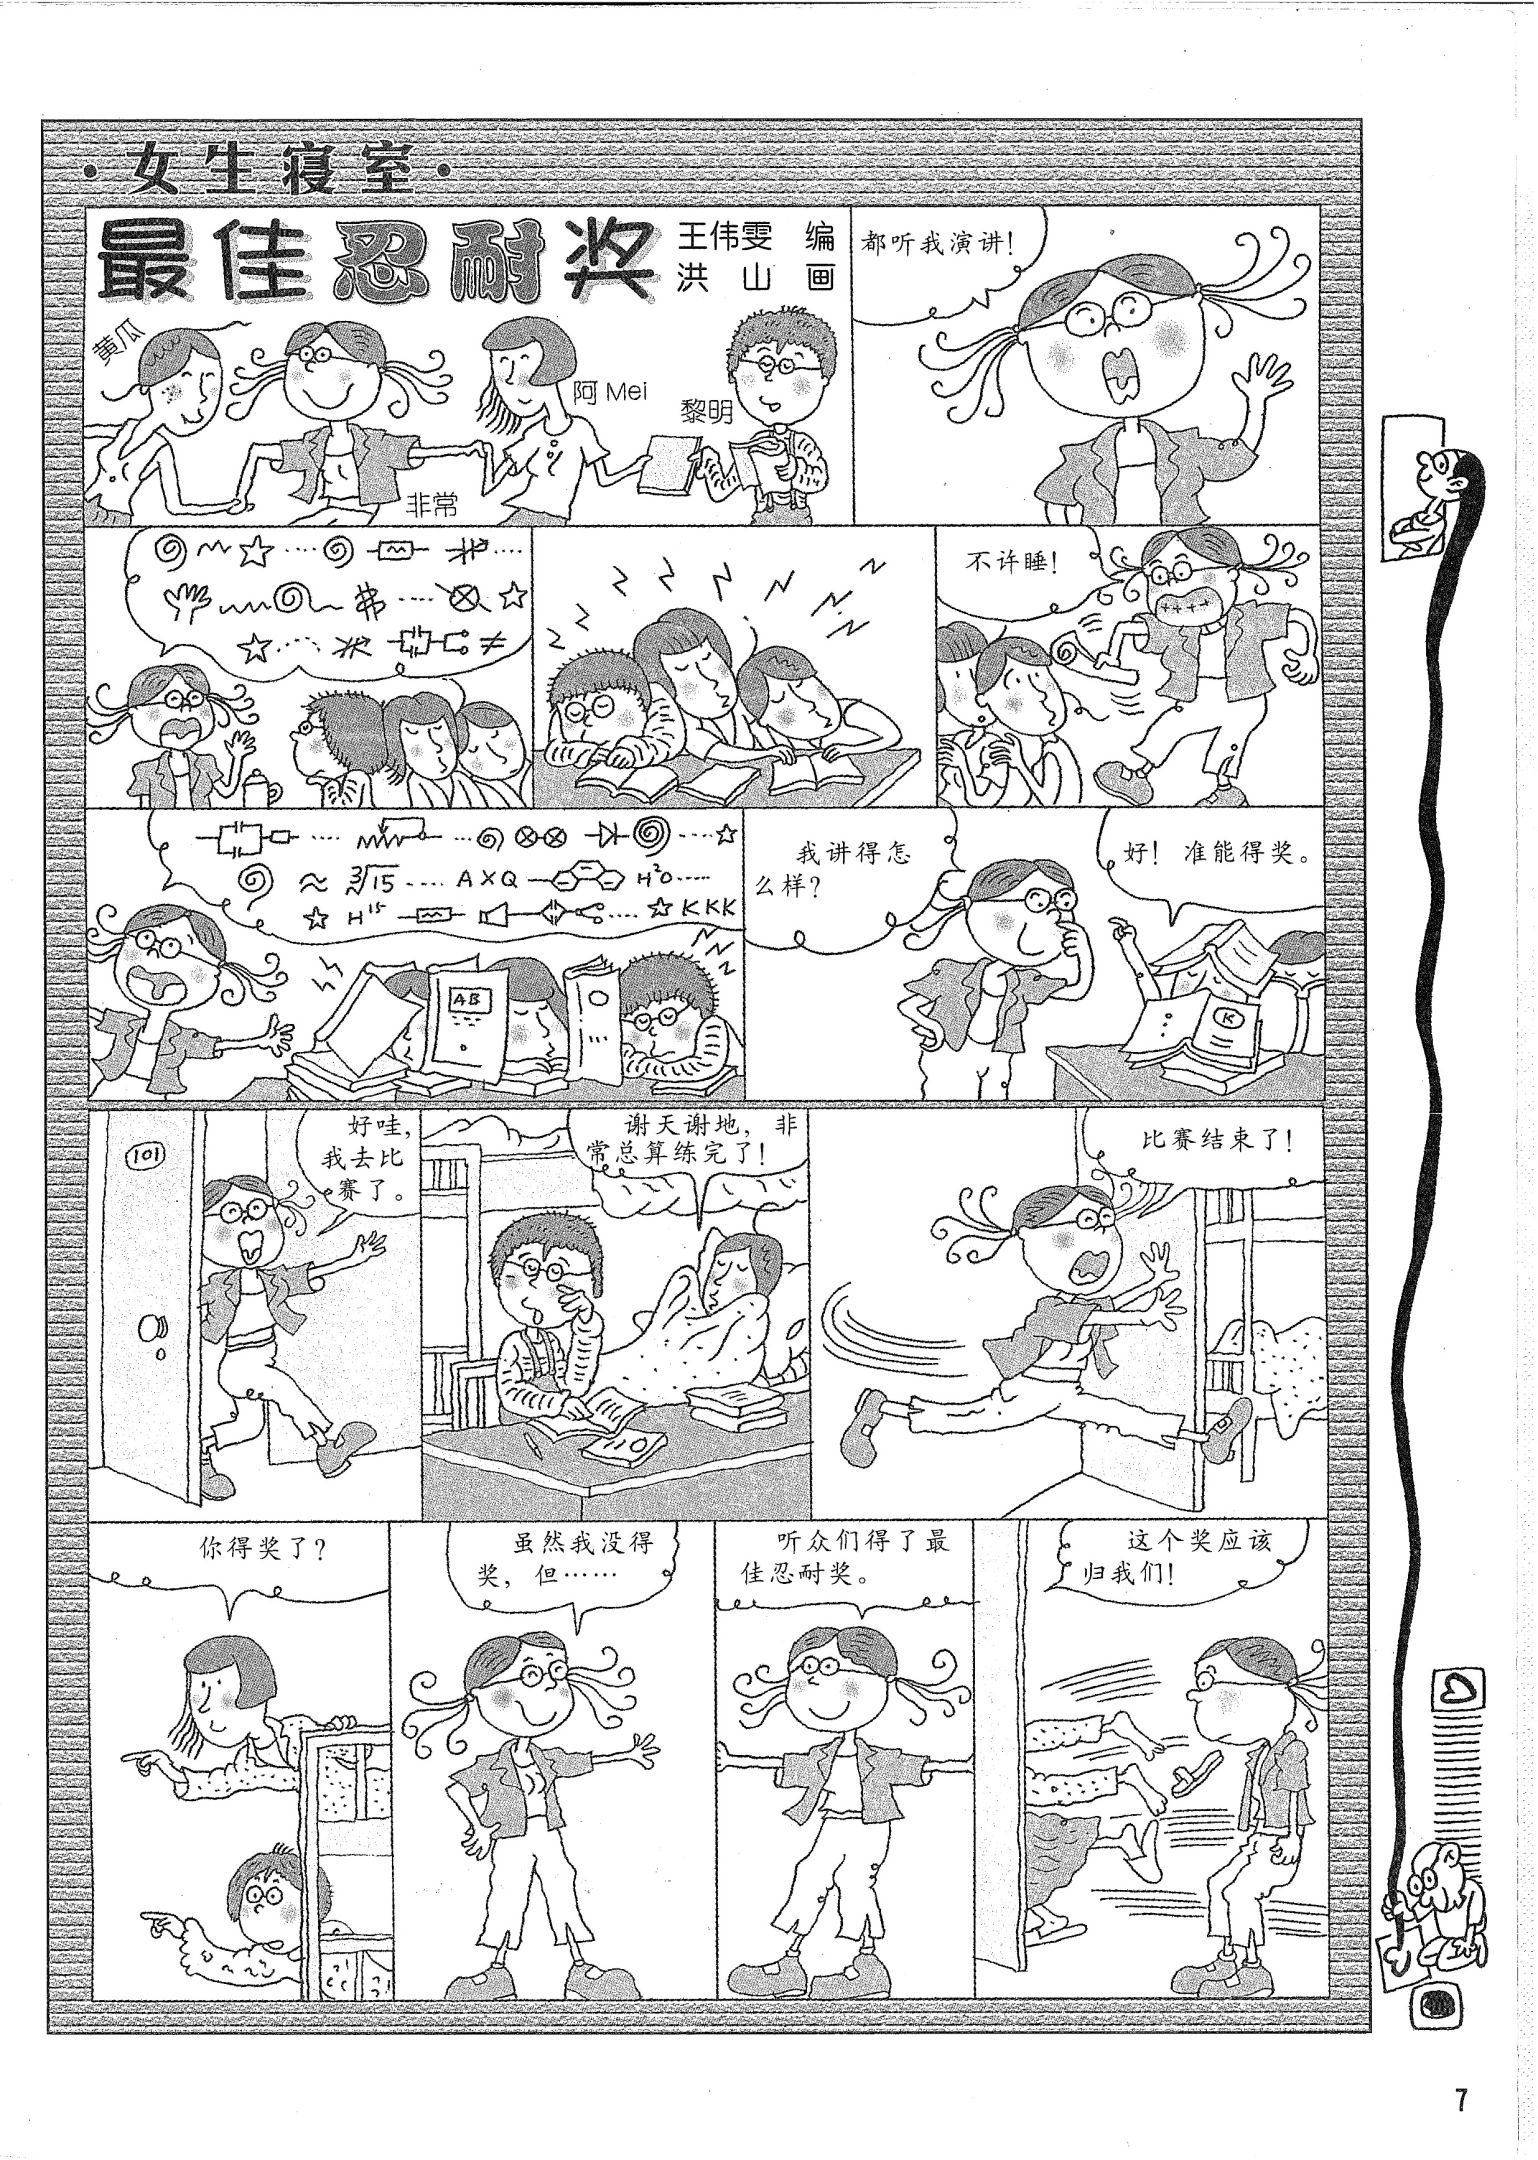 ·女生寝室·
最佳忍耐奖
王伟雯 编
洪山 画
黄瓜
非常
阿Mei
黎明
都听我演讲!
不许睡!
≈ ³√15 ···· A X Q H²O ·····
H¹⁵ ···· KKK
AB
我讲得怎
么样?
好! 准能得奖。
K
101
好哇,
我去比
赛了。
谢天谢地, 非
常总算练完了!
比赛结束了!
你得奖了?
虽然我没得
奖, 但……
听众们得了最
佳忍耐奖。
这个奖应该
归我们!
7